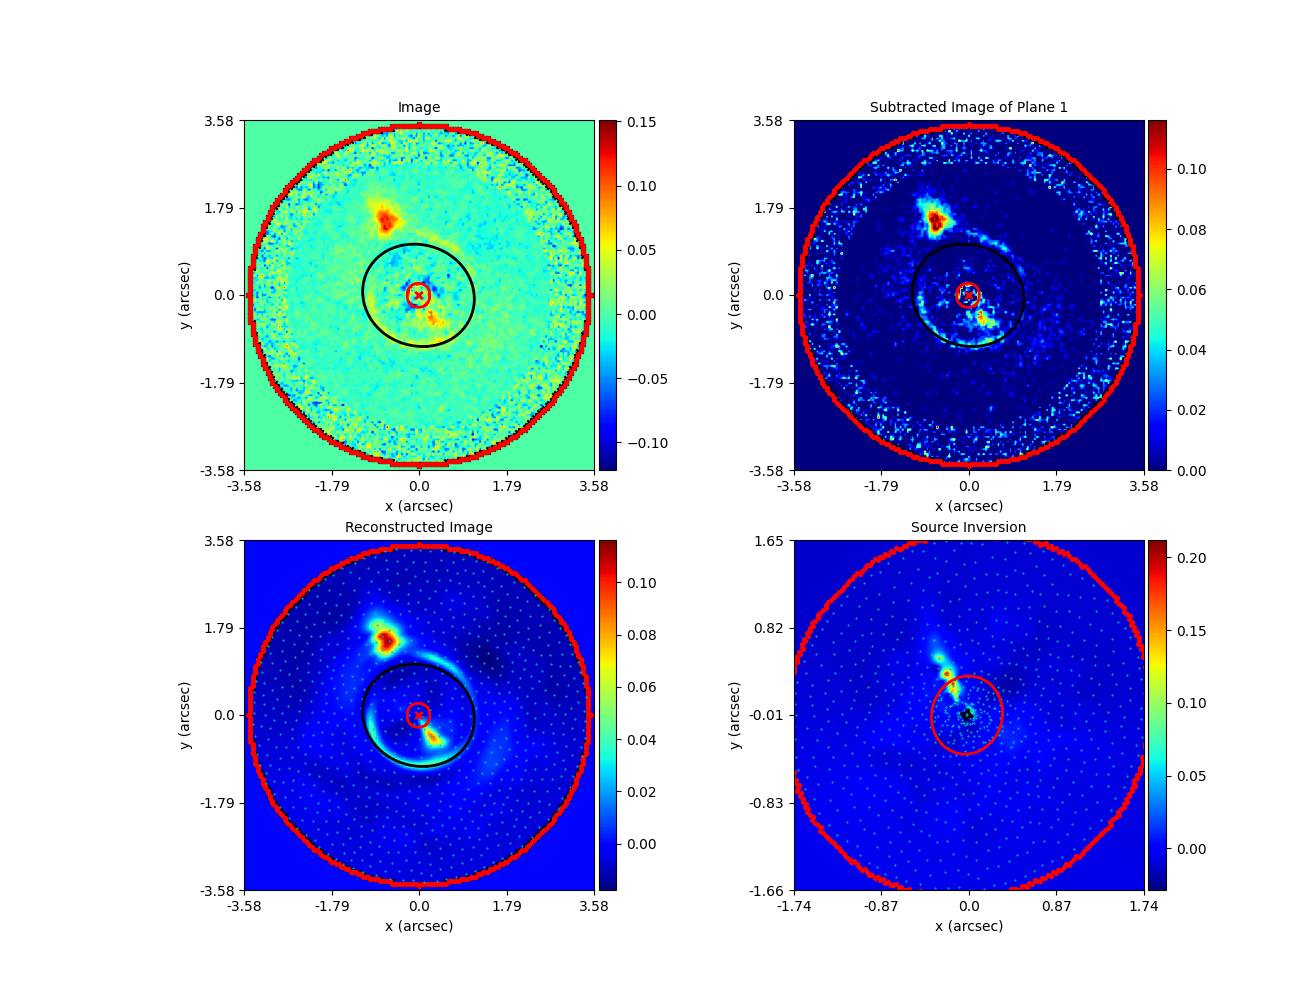 Image
3.58
1.79
0.0
-1.79
-3.58
y (arcsec)
-3.58 -1.79 0.0 1.79 3.58
x (arcsec)
0.15
0.10
0.05
0.00
−0.05
−0.10
Subtracted Image of Plane 1
3.58
1.79
0.0
-1.79
-3.58
y (arcsec)
-3.58 -1.79 0.0 1.79 3.58
x (arcsec)
0.10
0.08
0.06
0.04
0.02
0.00
Reconstructed Image
3.58
1.79
0.0
-1.79
-3.58
y (arcsec)
-3.58 -1.79 0.0 1.79 3.58
x (arcsec)
0.10
0.08
0.06
0.04
0.02
0.00
Source Inversion
1.65
0.82
-0.01
-0.83
-1.66
y (arcsec)
-1.74 -0.87 0.0 0.87 1.74
x (arcsec)
0.20
0.15
0.10
0.05
0.00